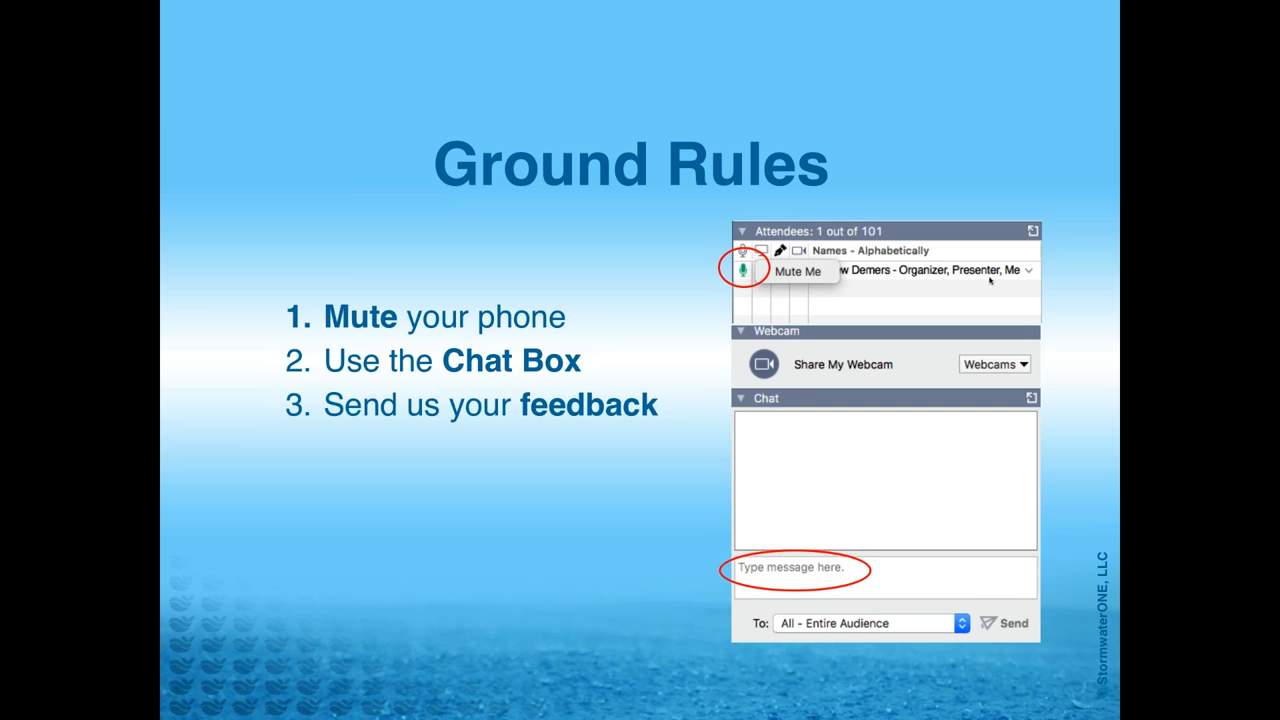 Ground Rules
1. Mute your phone
2. Use the Chat Box
3. Send us your feedback
Attendees: 1 out of 101
Names - Alphabetically
Mute Me
w Demers - Organizer, Presenter, Me
Webcam
Share My Webcam
Webcams
Chat
Type message here.
To: All - Entire Audience
Send
© StormwaterONE, LLC